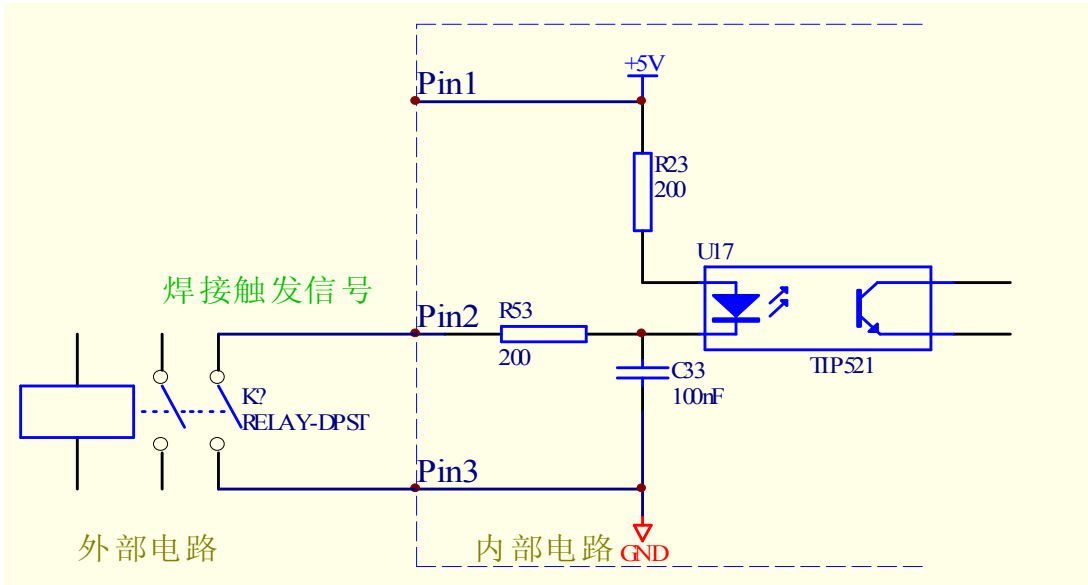 +5V
Pin1
R23
200
U17
焊接触发信号
Pin2
R53
200
TIP521
C33
100nF
K?
RELAY-DPST
Pin3
外部电路
内部电路
GND